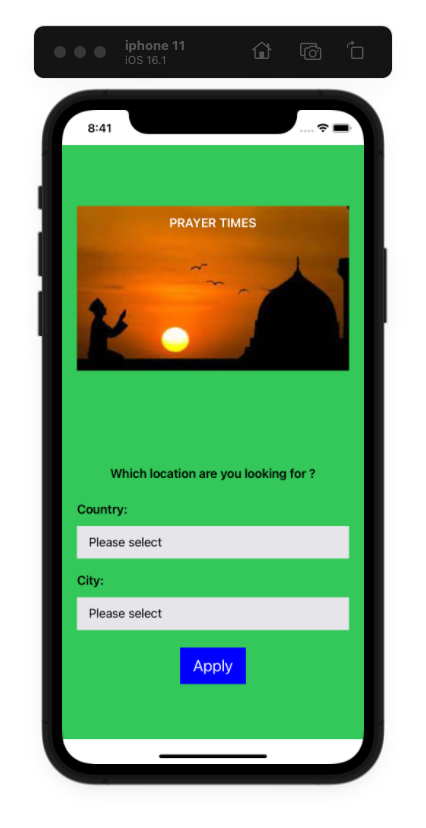 iphone 11
iOS 16.1
8:41
PRAYER TIMES
Which location are you looking for ?
Country:
Please select
City:
Please select
Apply